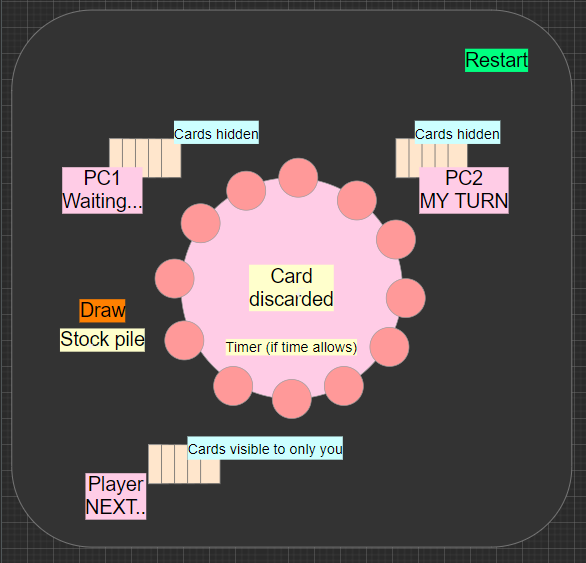 Restart
Cards hidden
Cards hidden
PC1
Waiting...
PC2
MY TURN
Card
discarded
Draw
Stock pile
Timer (if time allows)
Cards visible to only you
Player
NEXT..